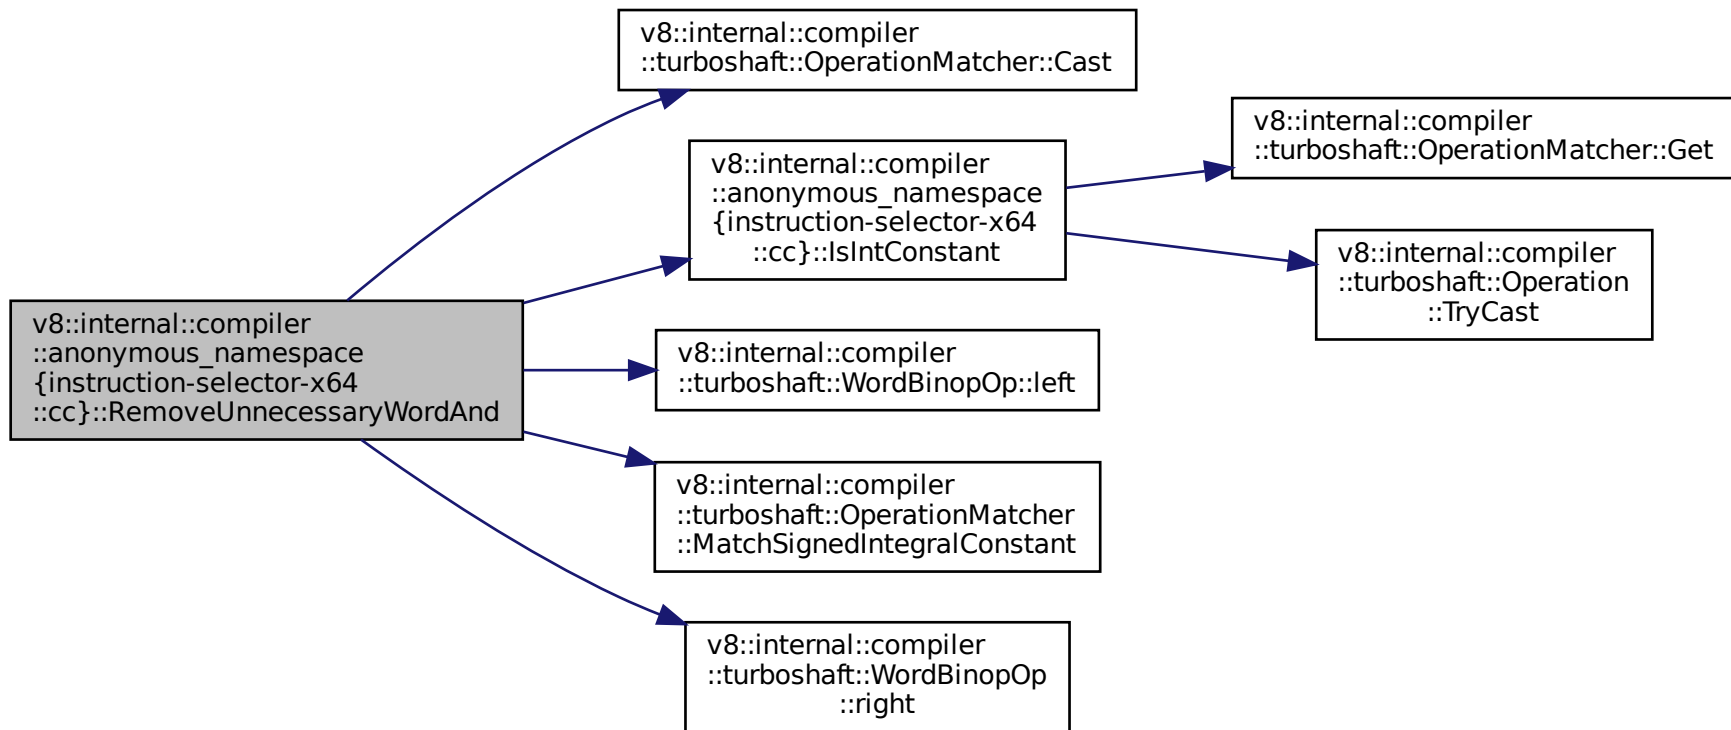 v8::internal::compiler
::turboshaft::OperationMatcher::Cast
v8::internal::compiler
::turboshaft::OperationMatcher::Get
v8::internal::compiler
::anonymous_namespace
{instruction-selector-x64
::cc}::IsIntConstant
v8::internal::compiler
::turboshaft::Operation
::TryCast
v8::internal::compiler
::anonymous_namespace
{instruction-selector-x64
::cc}::RemoveUnnecessaryWordAnd
v8::internal::compiler
::turboshaft::WordBinopOp::left
v8::internal::compiler
::turboshaft::OperationMatcher
::MatchSignedIntegralConstant
v8::internal::compiler
::turboshaft::WordBinopOp
::right